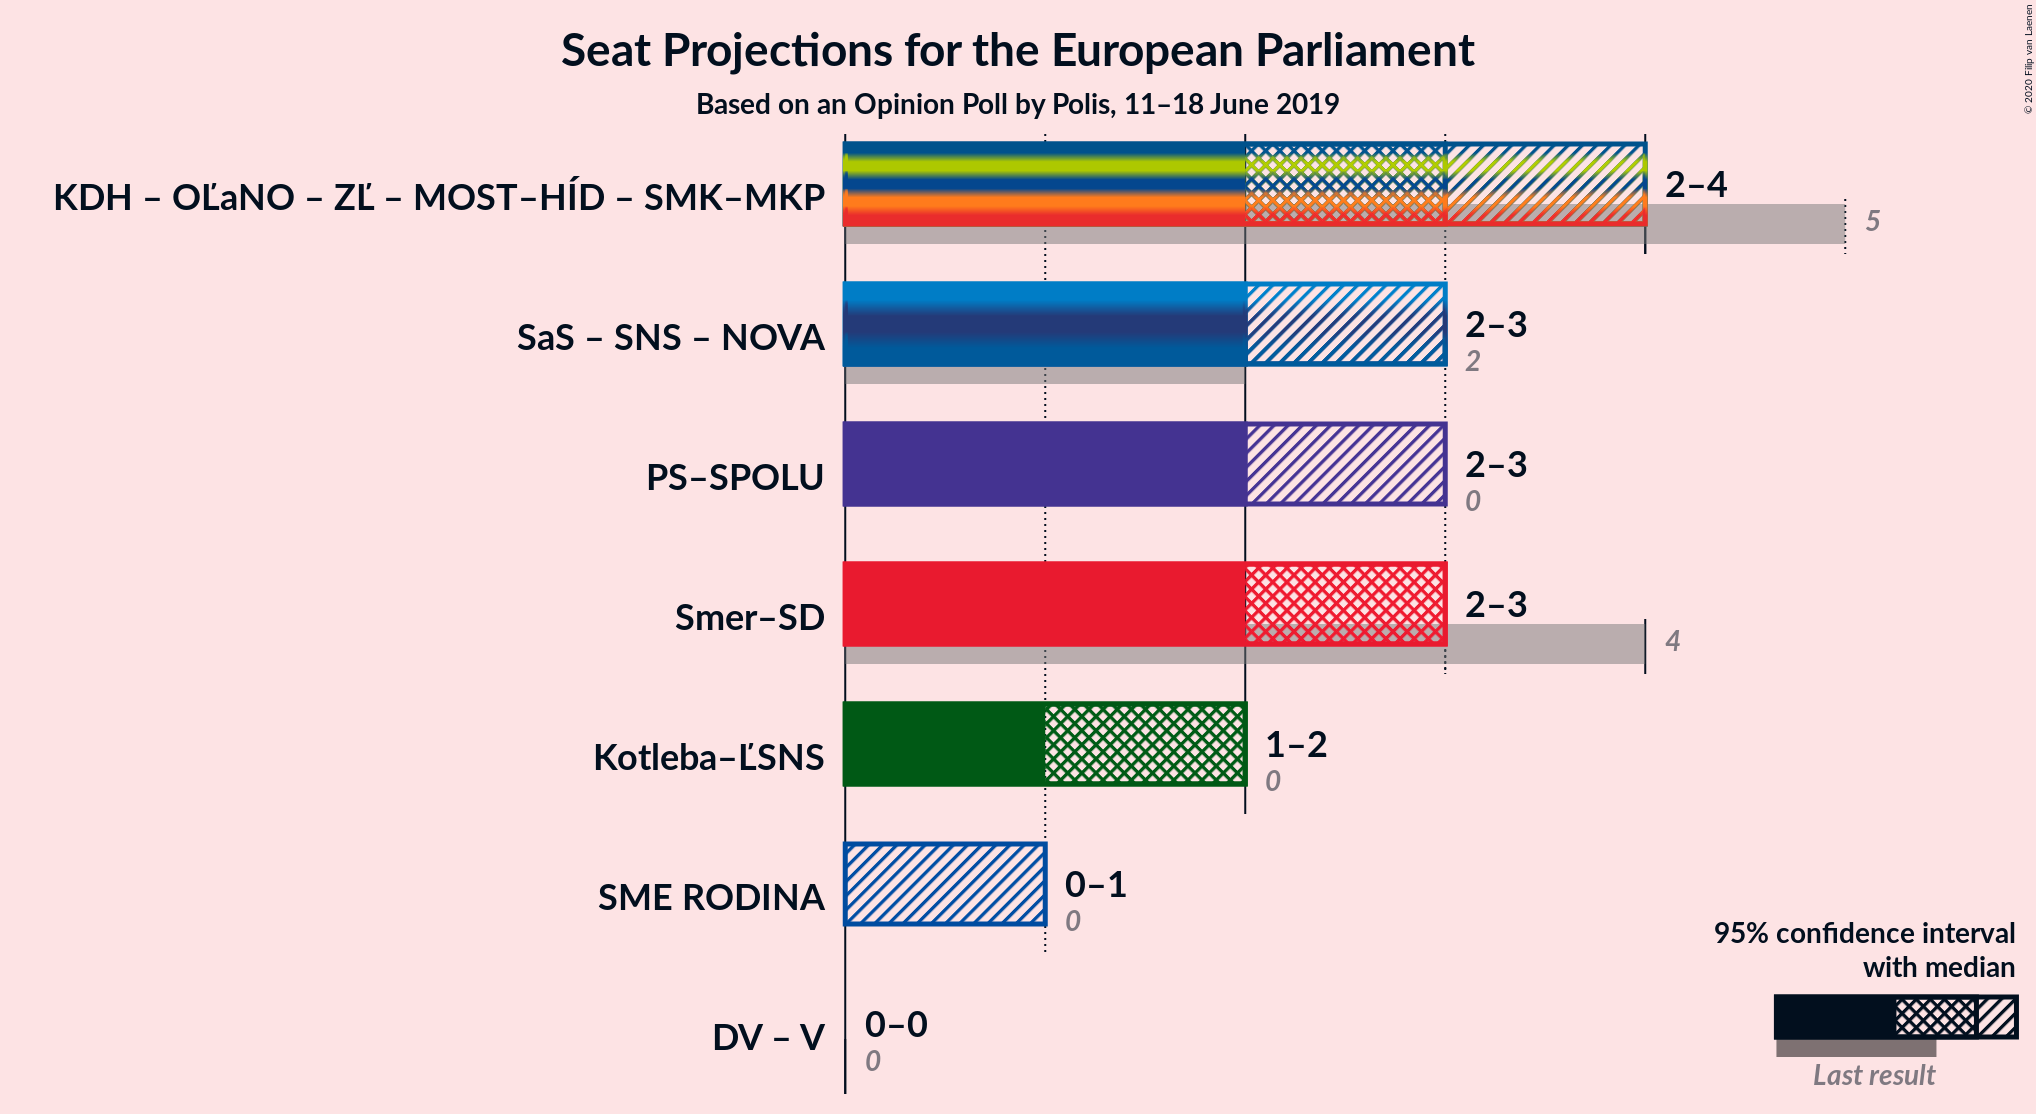 Seat Projections for the European Parliament
Based on an Opinion Poll by Polis, 11–18 June 2019
© 2020 Filip van Laenen
KDH – OĽaNO – ZĽ – MOST–HÍD – SMK–MKP
2–4
5
SaS – SNS – NOVA
2–3
2
PS–SPOLU
2–3
0
Smer–SD
2–3
4
Kotleba–ĽSNS
1–2
0
SME RODINA
0–1
0
DV – V
0–0
0
95% confidence interval
with median
Last result